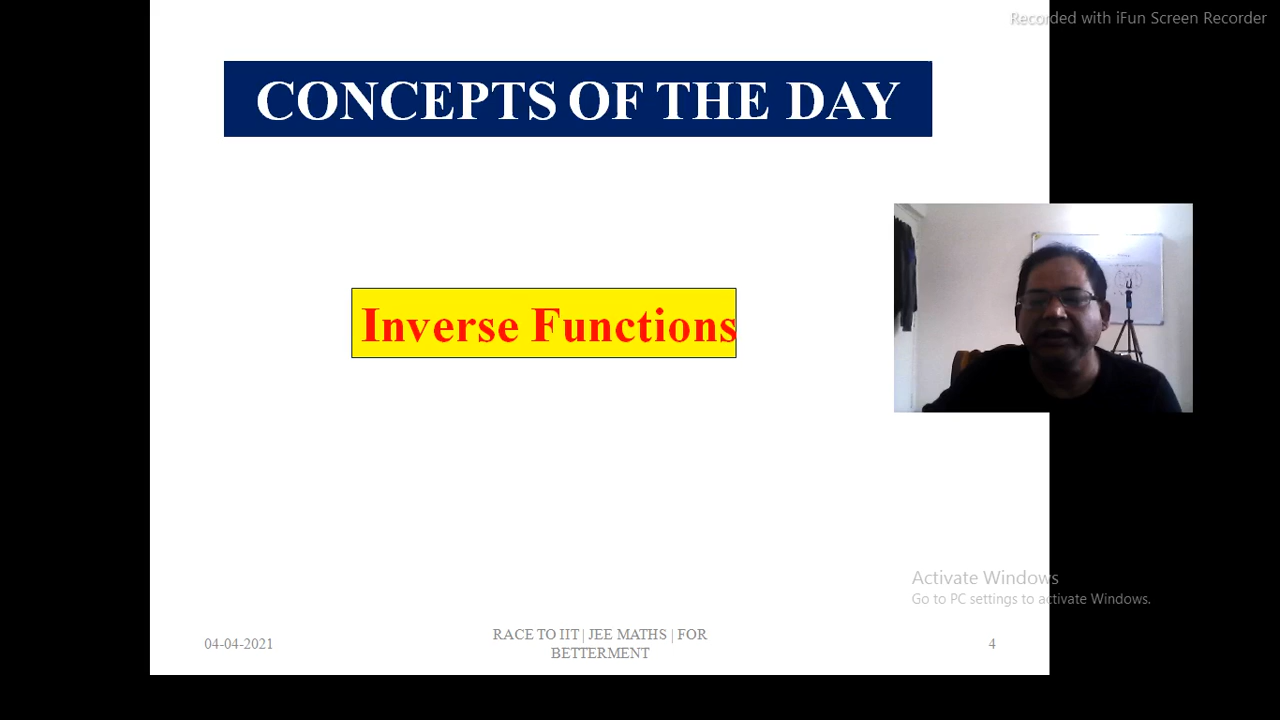 Recorded with iFun Screen Recorder
CONCEPTS OF THE DAY
Inverse Functions
Activate Windows
Go to PC settings to activate Windows.
04-04-2021
RACE TO IIT | JEE MATHS | FOR
BETTERMENT
4